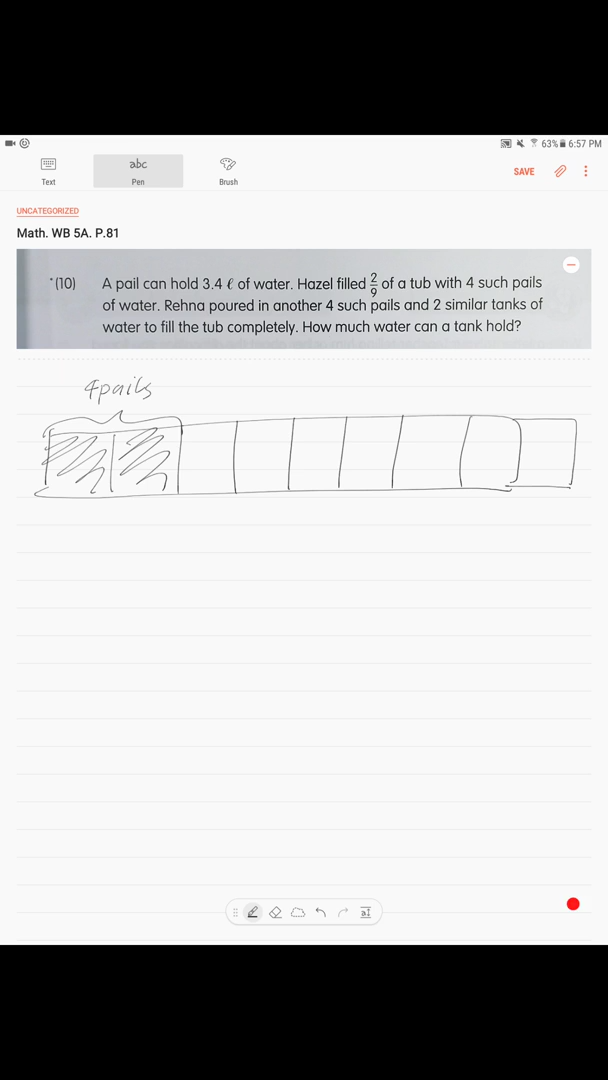 63% 6:57 PM
Text
abc
Pen
Brush
SAVE
UNCATEGORIZED
Math. WB 5A. P.81
*(10) A pail can hold 3.4 ℓ of water. Hazel filled 2/9 of a tub with 4 such pails
of water. Rehna poured in another 4 such pails and 2 similar tanks of
water to fill the tub completely. How much water can a tank hold?
4pails